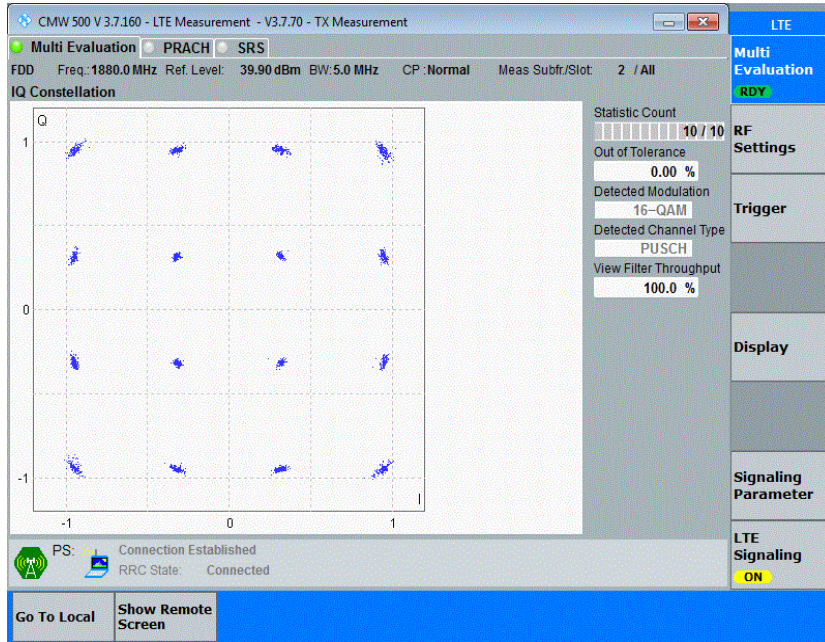 CMW 500 V 3.7.160 - LTE Measurement - V3.7.70 - TX Measurement
LTE
Multi Evaluation PRACH SRS
Multi
Evaluation
RDY
FDD Freq.: 1880.0 MHz Ref. Level: 39.90 dBm BW: 5.0 MHz CP : Normal Meas Subfr./Slot: 2 / All
IQ Constellation
Q
1
0
-1
-1 0 1
I
Statistic Count
10 / 10
Out of Tolerance
0.00 %
Detected Modulation
16-QAM
Detected Channel Type
PUSCH
View Filter Throughput
100.0 %
RF
Settings
Trigger
Display
Signaling
Parameter
LTE
Signaling
ON
PS: Connection Established
RRC State: Connected
Go To Local
Show Remote
Screen